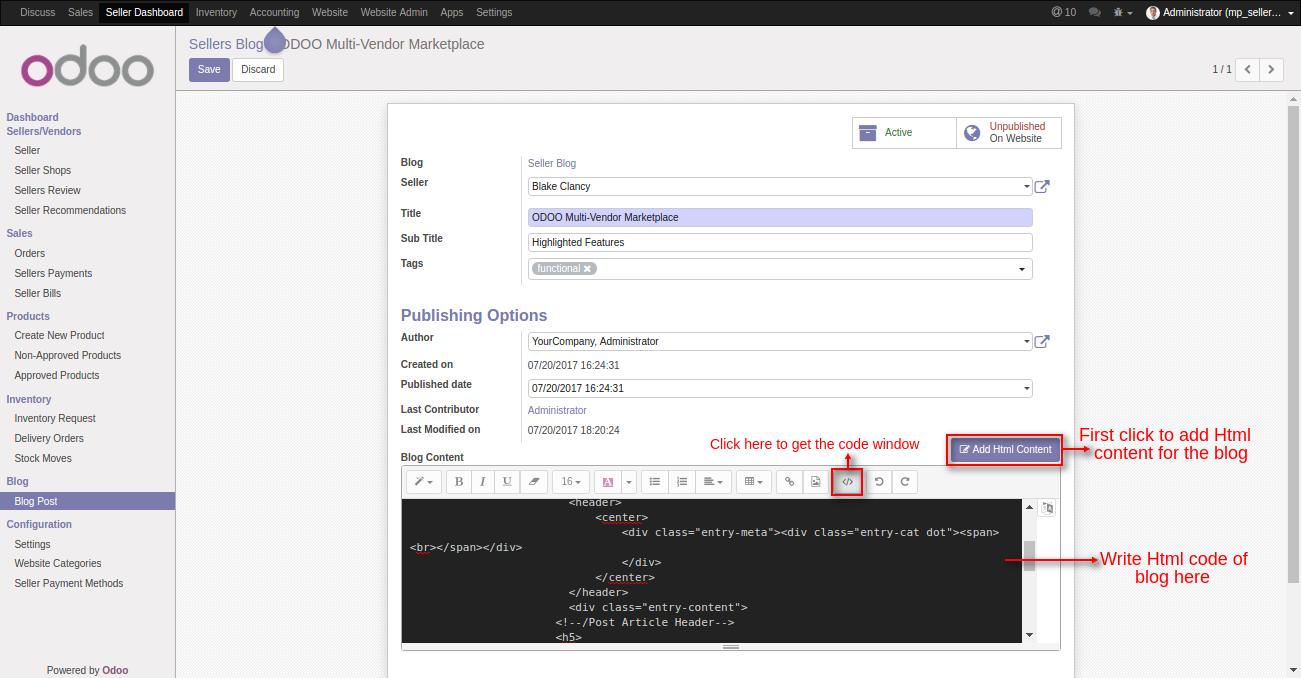 Discuss Sales Seller Dashboard Inventory Accounting Website Website Admin Apps Settings @ 10 Administrator (mp_seller...
odoo
Dashboard
Sellers/Vendors
Seller
Seller Shops
Sellers Review
Seller Recommendations
Sales
Orders
Sellers Payments
Seller Bills
Products
Create New Product
Non-Approved Products
Approved Products
Inventory
Inventory Request
Delivery Orders
Stock Moves
Blog
Blog Post
Configuration
Settings
Website Categories
Seller Payment Methods
Powered by Odoo
Sellers Blog ODOO Multi-Vendor Marketplace
Save Discard 1 / 1
Active
Unpublished
On Website
Blog Seller Blog
Seller Blake Clancy
Title ODOO Multi-Vendor Marketplace
Sub Title Highlighted Features
Tags functional ×
Publishing Options
Author YourCompany, Administrator
Created on 07/20/2017 16:24:31
Published date 07/20/2017 16:24:31
Last Contributor Administrator
Last Modified on 07/20/2017 18:20:24
Click here to get the code window
Add Html Content
First click to add Html
content for the blog
Blog Content
B I U 16 A </>
<header>
<center>
<div class="entry-meta"><div class="entry-cat dot"><span>
<br></span></div>
</div>
</center>
</header>
<div class="entry-content">
<!--/Post Article Header-->
<h5>
Write Html code of
blog here